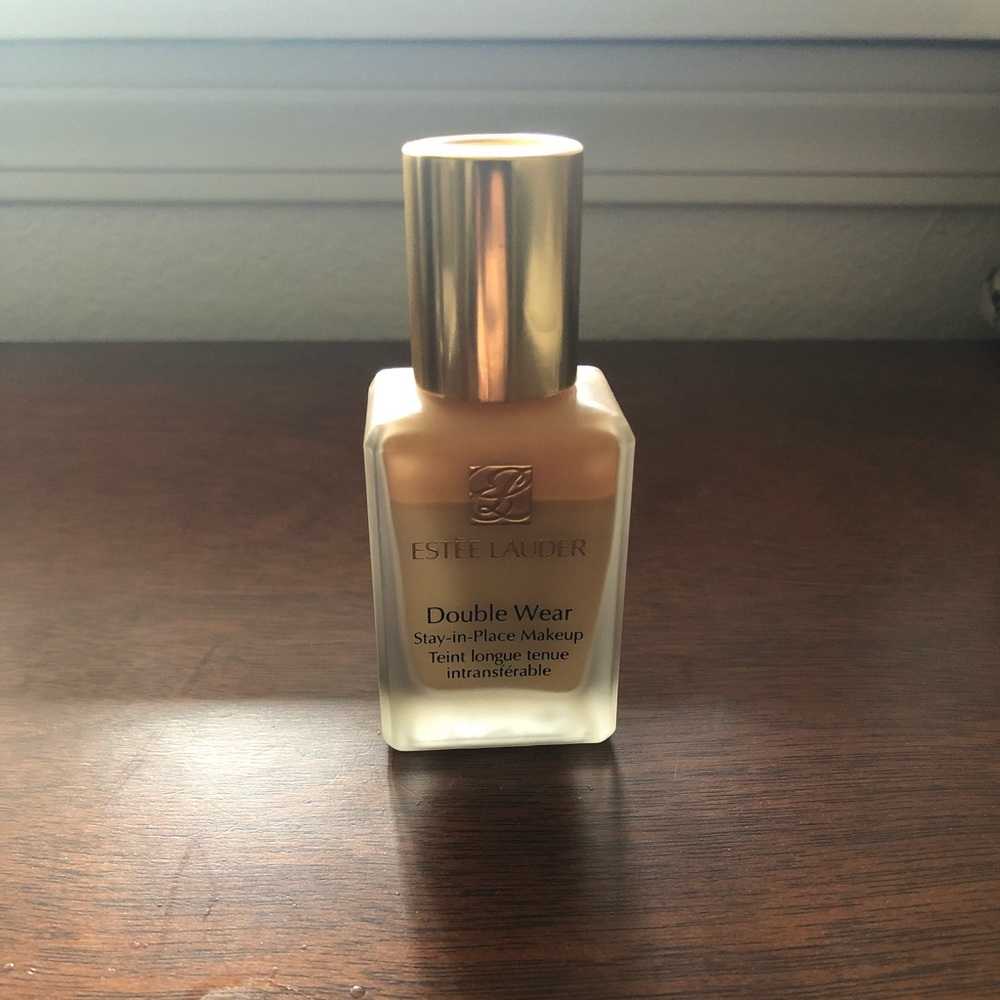 ESTĒE LAUDER
Double Wear
Stay-in-Place Makeup
Teint longue tenue
intransférable